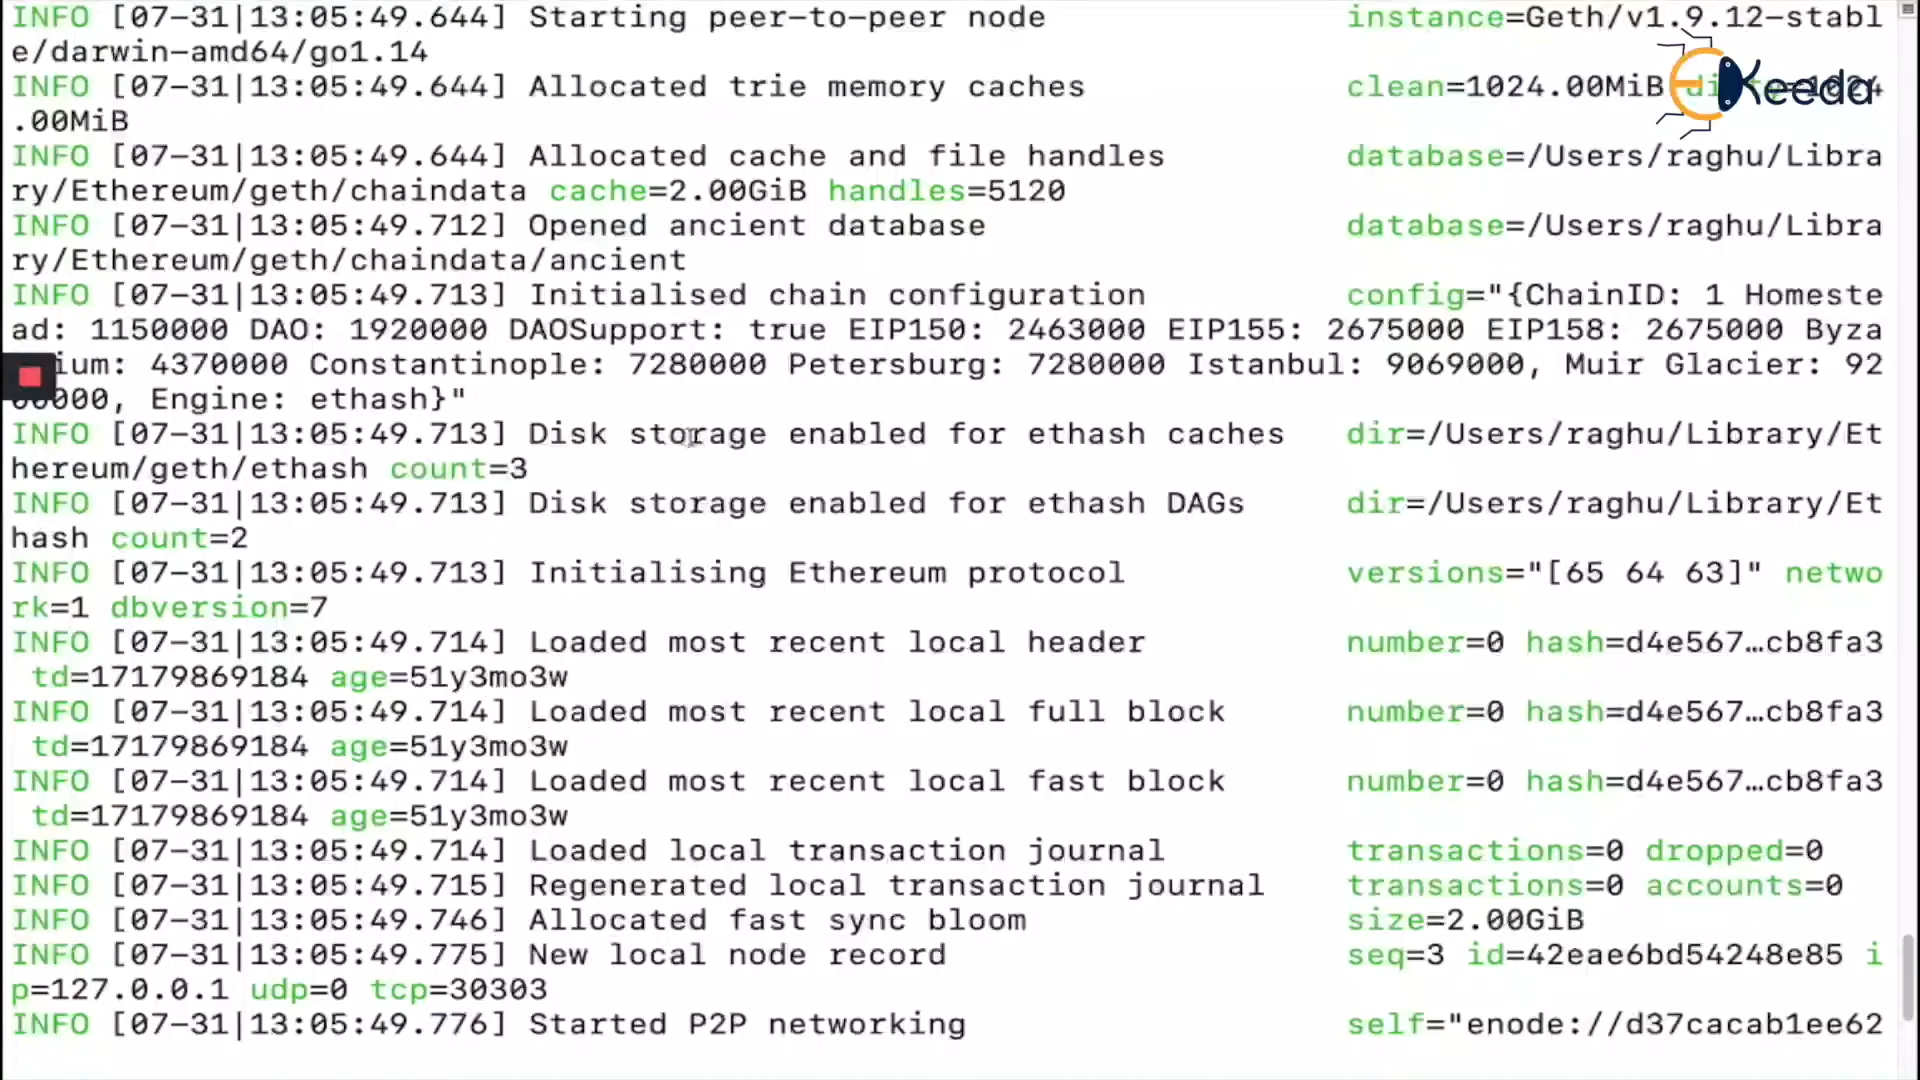 INFO [07-31|13:05:49.644] Starting peer-to-peer node instance=Geth/v1.9.12-stabl
e/darwin-amd64/go1.14
INFO [07-31|13:05:49.644] Allocated trie memory caches clean=1024.00MiB dirty=1024
.00MiB
Keeda
INFO [07-31|13:05:49.644] Allocated cache and file handles database=/Users/raghu/Libra
ry/Ethereum/geth/chaindata cache=2.00GiB handles=5120
INFO [07-31|13:05:49.712] Opened ancient database database=/Users/raghu/Libra
ry/Ethereum/geth/chaindata/ancient
INFO [07-31|13:05:49.713] Initialised chain configuration config="{ChainID: 1 Homeste
ad: 1150000 DAO: 1920000 DAOSupport: true EIP150: 2463000 EIP155: 2675000 EIP158: 2675000 Byza
ium: 4370000 Constantinople: 7280000 Petersburg: 7280000 Istanbul: 9069000, Muir Glacier: 92
00000, Engine: ethash}"
INFO [07-31|13:05:49.713] Disk storage enabled for ethash caches dir=/Users/raghu/Library/Et
hereum/geth/ethash count=3
INFO [07-31|13:05:49.713] Disk storage enabled for ethash DAGs dir=/Users/raghu/Library/Et
hash count=2
INFO [07-31|13:05:49.713] Initialising Ethereum protocol versions="[65 64 63]" netwo
rk=1 dbversion=7
INFO [07-31|13:05:49.714] Loaded most recent local header number=0 hash=d4e567…cb8fa3
td=17179869184 age=51y3mo3w
INFO [07-31|13:05:49.714] Loaded most recent local full block number=0 hash=d4e567…cb8fa3
td=17179869184 age=51y3mo3w
INFO [07-31|13:05:49.714] Loaded most recent local fast block number=0 hash=d4e567…cb8fa3
td=17179869184 age=51y3mo3w
INFO [07-31|13:05:49.714] Loaded local transaction journal transactions=0 dropped=0
INFO [07-31|13:05:49.715] Regenerated local transaction journal transactions=0 accounts=0
INFO [07-31|13:05:49.746] Allocated fast sync bloom size=2.00GiB
INFO [07-31|13:05:49.775] New local node record seq=3 id=42eae6bd54248e85 i
p=127.0.0.1 udp=0 tcp=30303
INFO [07-31|13:05:49.776] Started P2P networking self="enode://d37cacab1ee62